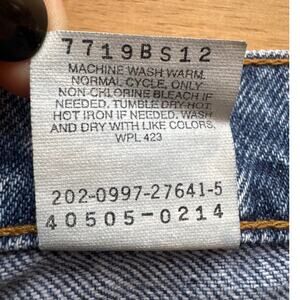 7719BS12
MACHINE WASH WARM,
NORMAL CYCLE, ONLY
NON-CHLORINE BLEACH IF
NEEDED. TUMBLE DRY-HOT.
HOT IRON IF NEEDED. WASH
AND DRY WITH LIKE COLORS.
WPL 423
202-0997-27641-5
40505-0214